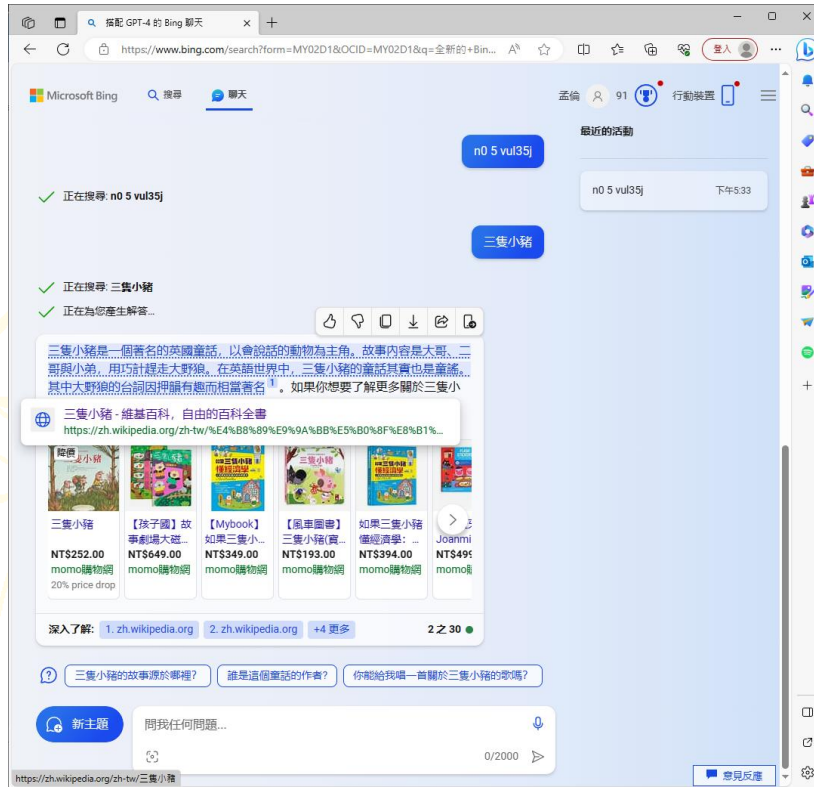 搭配 GPT-4 的 Bing 聊天
https://www.bing.com/search?form=MY02D1&OCID=MY02D1&q=全新的+Bin...
登入
Microsoft Bing
搜尋
聊天
孟倫
91
行動裝置
n0 5 vul35j
正在搜尋: n0 5 vul35j
三隻小豬
正在搜尋: 三隻小豬
正在為您產生解答...
三隻小豬是一個著名的英國童話，以會說話的動物為主角。故事內容是大哥、二
哥與小弟，用巧計趕走大野狼。在英語世界中，三隻小豬的童話其實也是童謠。
其中大野狼的台詞因押韻有趣而相當著名 1 。如果你想要了解更多關於三隻小
三隻小豬 - 維基百科，自由的百科全書
https://zh.wikipedia.org/zh-tw/%E4%B8%89%E9%9A%BB%E5%B0%8F%E8%B1%...
降價
三隻小豬
NT$252.00
momo購物網
20% price drop
【孩子國】故
事劇場大磁...
NT$649.00
momo購物網
【Mybook】
如果三隻小...
NT$349.00
momo購物網
【風車圖書】
三隻小豬(寶...
NT$193.00
momo購物網
如果三隻小豬
懂經濟學：...
NT$394.00
momo購物網
Joanmi
NT$499
深入了解:
1. zh.wikipedia.org
2. zh.wikipedia.org
+4 更多
2 之 30
三隻小豬的故事源於哪裡?
誰是這個童話的作者?
你能給我唱一首關於三隻小豬的歌嗎?
新主題
問我任何問題...
0/2000
最近的活動
n0 5 vul35j
下午5:33
意見反應
https://zh.wikipedia.org/zh-tw/三隻小豬